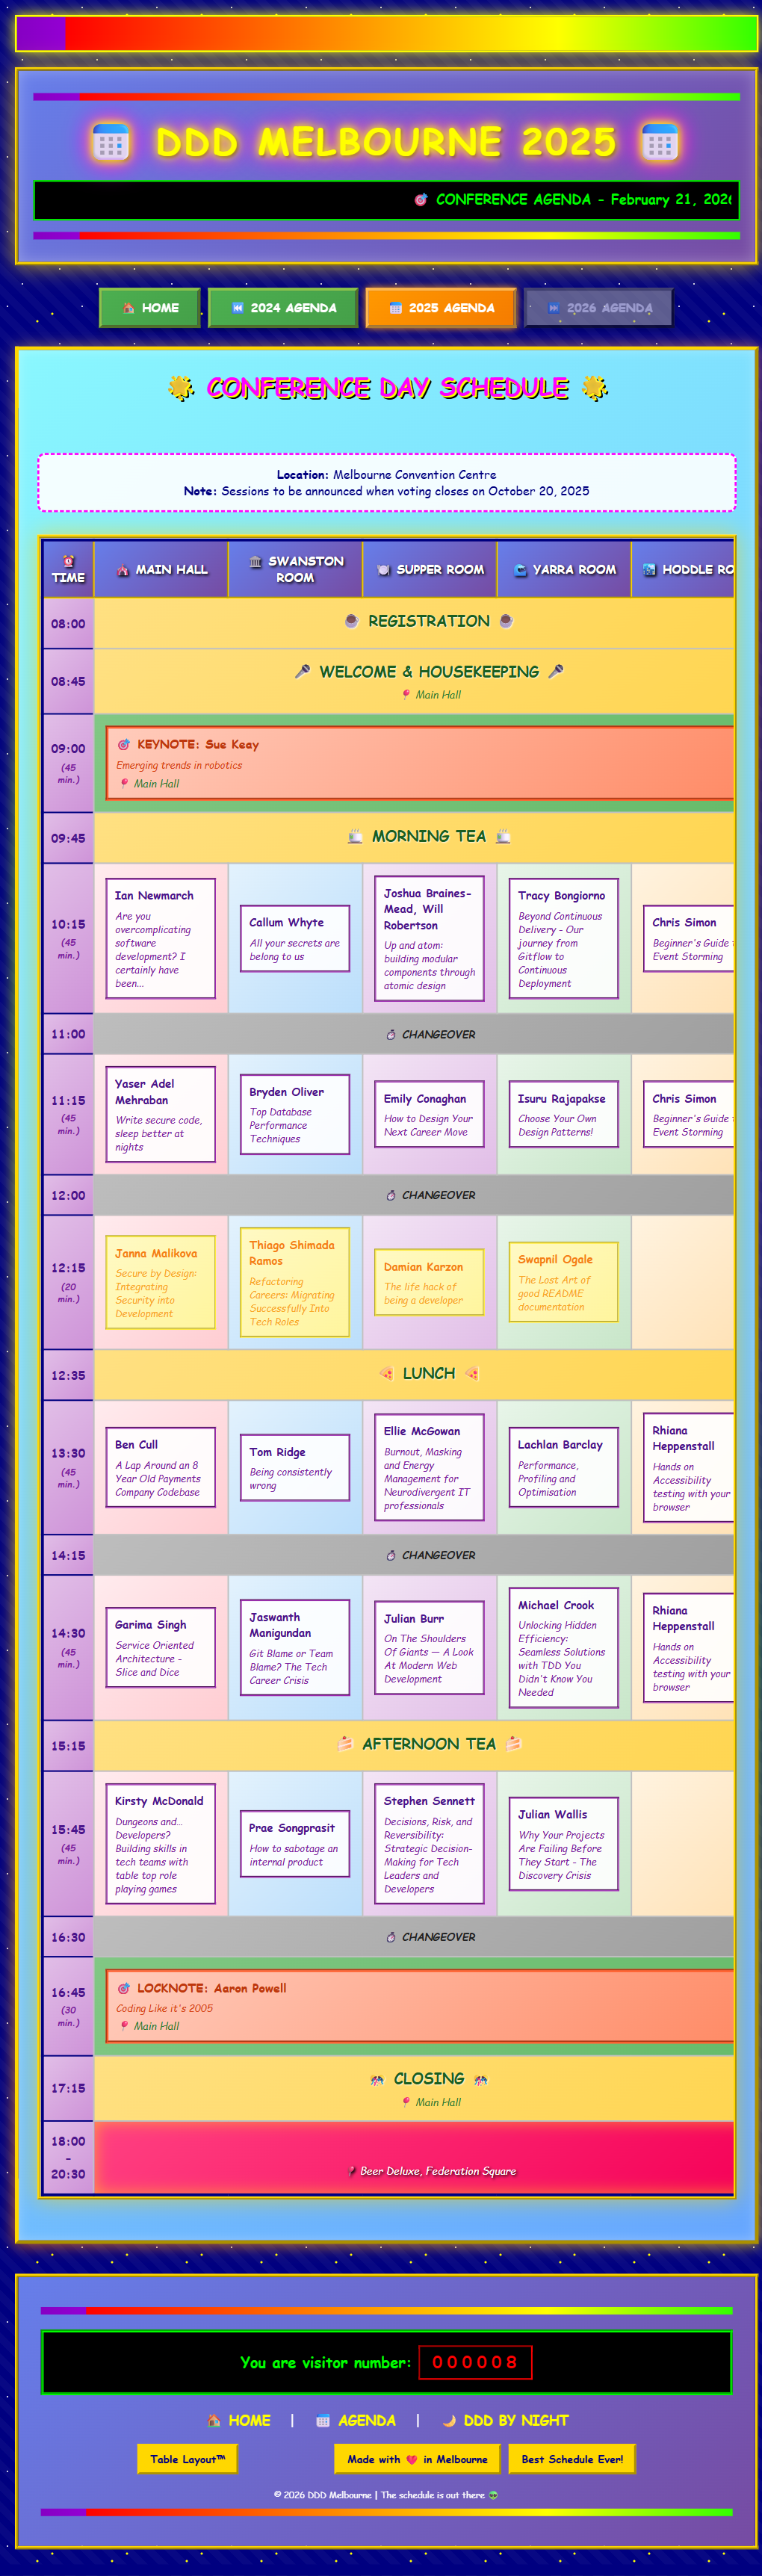 DDD MELBOURNE 2025
🎯 CONFERENCE AGENDA - February 21, 202
🏠 HOME
⏮️ 2024 AGENDA
🗓️ 2025 AGENDA
⏭️ 2026 AGENDA
🌟 CONFERENCE DAY SCHEDULE 🌟
Location: Melbourne Convention Centre
Note: Sessions to be announced when voting closes on October 20, 2025
⏰ TIME
🎪 MAIN HALL
🏛️ SWANSTON ROOM
🍽️ SUPPER ROOM
🌊 YARRA ROOM
🏙️ HODDLE RO
08:00
☕ REGISTRATION ☕
08:45
🎤 WELCOME & HOUSEKEEPING 🎤
📍 Main Hall
09:00
(45 min.)
🎯 KEYNOTE: Sue Keay
Emerging trends in robotics
📍 Main Hall
09:45
☕ MORNING TEA ☕
10:15
(45 min.)
Ian Newmarch
Are you overcomplicating software development? I certainly have been...
Callum Whyte
All your secrets are belong to us
Joshua Braines-Mead, Will Robertson
Up and atom: building modular components through atomic design
Tracy Bongiorno
Beyond Continuous Delivery - Our journey from Gitflow to Continuous Deployment
Chris Simon
Beginner's Guide
Event Storming
11:00
CHANGEOVER
11:15
(45 min.)
Yaser Adel Mehraban
Write secure code, sleep better at nights
Bryden Oliver
Top Database Performance Techniques
Emily Conaghan
How to Design Your Next Career Move
Isuru Rajapakse
Choose Your Own Design Patterns!
Chris Simon
Beginner's Guide
Event Storming
12:00
CHANGEOVER
12:15
(20 min.)
Janna Malikova
Secure by Design: Integrating Security into Development
Thiago Shimada Ramos
Refactoring Careers: Migrating Successfully Into Tech Roles
Damian Karzon
The life hack of being a developer
Swapnil Ogale
The Lost Art of good README documentation
12:35
🍕 LUNCH 🍕
13:30
(45 min.)
Ben Cull
A Lap Around an 8 Year Old Payments Company Codebase
Tom Ridge
Being consistently wrong
Ellie McGowan
Burnout, Masking and Energy Management for Neurodivergent IT professionals
Lachlan Barclay
Performance, Profiling and Optimisation
Rhiana Heppenstall
Hands on Accessibility testing with your browser
14:15
CHANGEOVER
14:30
(45 min.)
Garima Singh
Service Oriented Architecture - Slice and Dice
Jaswanth Manigundan
Git Blame or Team Blame? The Tech Career Crisis
Julian Burr
On The Shoulders Of Giants — A Look At Modern Web Development
Michael Crook
Unlocking Hidden Efficiency: Seamless Solutions with TDD You Didn't Know You Needed
Rhiana Heppenstall
Hands on Accessibility testing with your browser
15:15
🍰 AFTERNOON TEA 🍰
15:45
(45 min.)
Kirsty McDonald
Dungeons and... Developers? Building skills in tech teams with table top role playing games
Prae Songprasit
How to sabotage an internal product
Stephen Sennett
Decisions, Risk, and Reversibility: Strategic Decision-Making for Tech Leaders and Developers
Julian Wallis
Why Your Projects Are Failing Before They Start - The Discovery Crisis
16:30
CHANGEOVER
16:45
(30 min.)
🎯 LOCKNOTE: Aaron Powell
Coding Like it's 2005
📍 Main Hall
17:15
🎊 CLOSING 🎊
📍 Main Hall
18:00 - 20:30
Beer Deluxe, Federation Square
You are visitor number: 000008
🏠 HOME | 🗓️ AGENDA | 🌙 DDD BY NIGHT
Table Layout™
Made with ❤️ in Melbourne
Best Schedule Ever!
© 2026 DDD Melbourne | The schedule is out there 👽